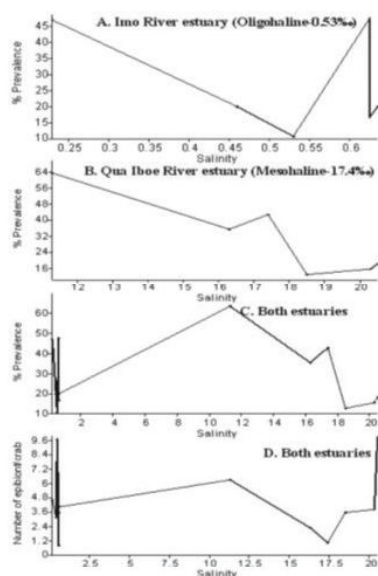 A. Imo River estuary (Oligohaline-0.53‰)
% Prevalence
45
40
35
30
25
20
15
10
0.25 0.3 0.35 0.4 0.45 0.5 0.55 0.6
Salinity
B. Qua Iboe River estuary (Mesohaline-17.4‰)
% Prevalence
64
56
48
40
32
24
16
12 13 14 15 16 17 18 19 20
Salinity
C. Both estuaries
% Prevalence
60
50
40
30
20
10
2 4 6 8 10 12 14 16 18 20
Salinity
D. Both estuaries
Number of epibiont/crab
9.6
8.4
7.2
6
4.8
3.6
2.4
1.2
0
2.5 5 7.5 10 12.5 15 17.5 20
Salinity